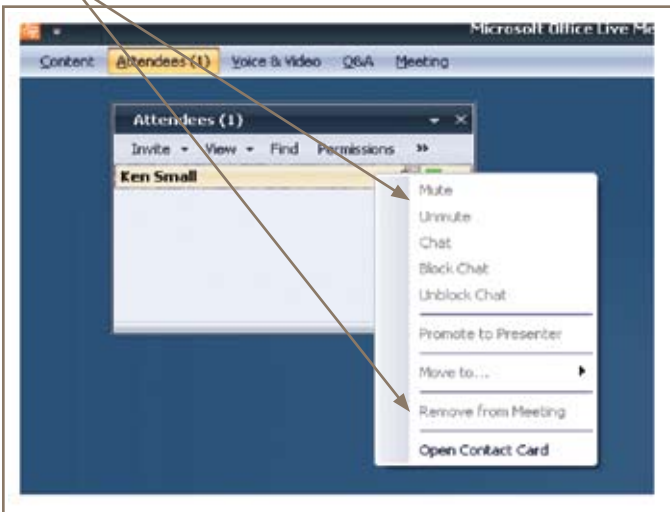 Microsoft Office Live Me
Content Attendees (1) Voice & Video Q&A Meeting
Attendees (1)
Invite View Find Permissions »
Ken Small
Mute
Unmute
Chat
Block Chat
Unblock Chat
Promote to Presenter
Move to...
Remove from Meeting
Open Contact Card